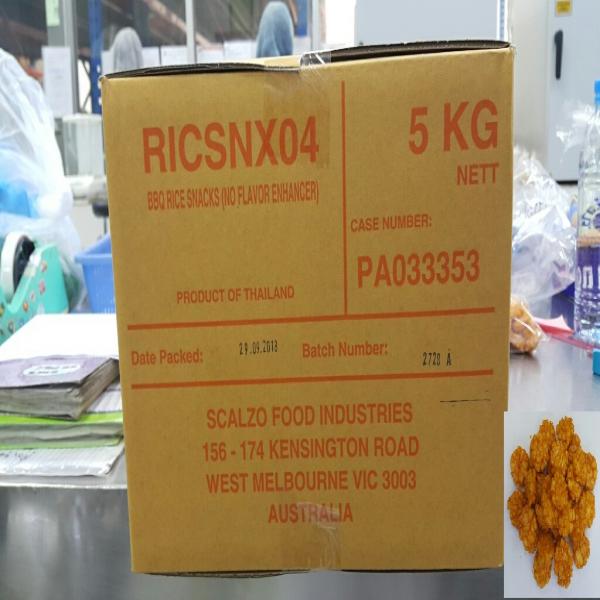 RICSNX04
BBQ RICE SNACKS (NO FLAVOR ENHANCER)
PRODUCT OF THAILAND
5 KG
NETT
CASE NUMBER:
PA033353
Date Packed: 29.09.2018 Batch Number: 2728 A
SCALZO FOOD INDUSTRIES
156 - 174 KENSINGTON ROAD
WEST MELBOURNE VIC 3003
AUSTRALIA